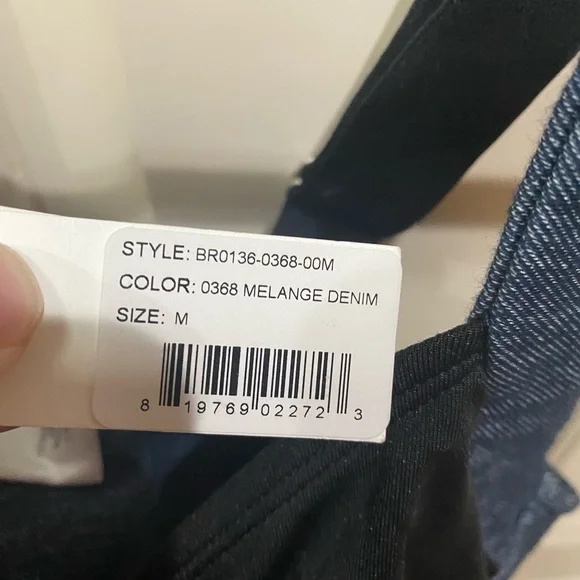 STYLE: BR0136-0368-00M
COLOR: 0368 MELANGE DENIM
SIZE: M
8 19769 02272 3